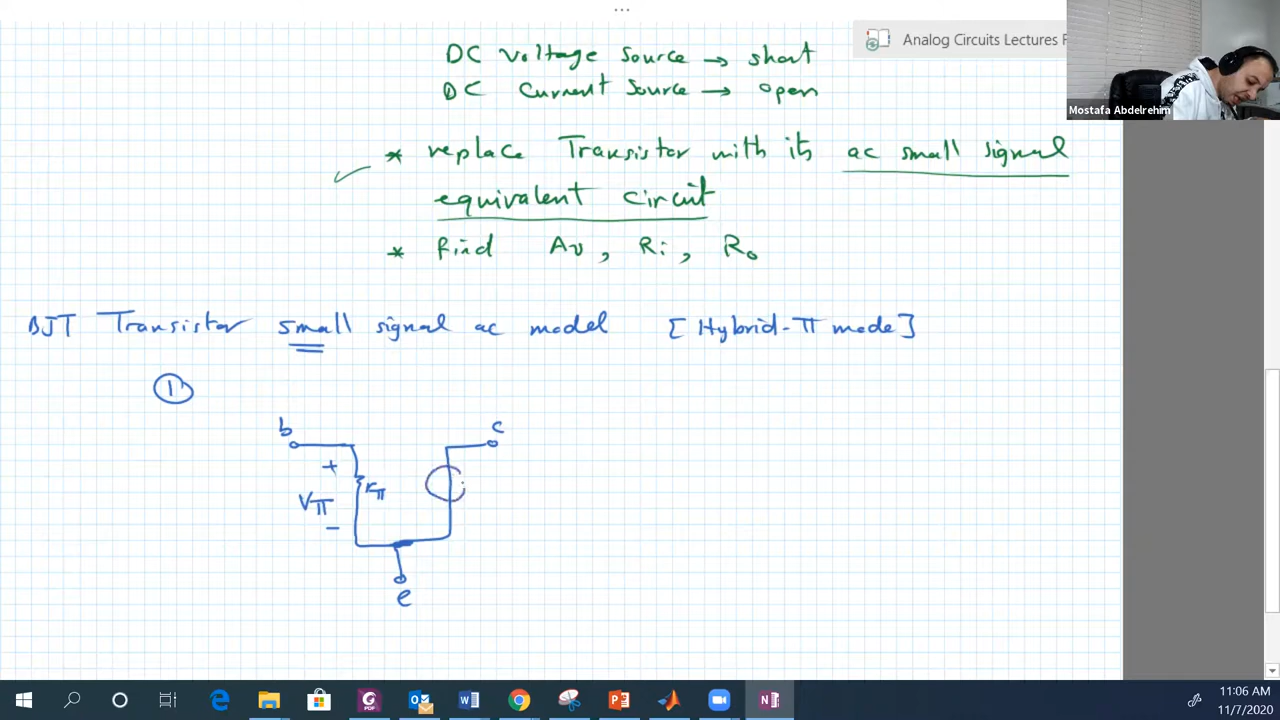 DC Voltage Source → short
DC Current Source → open
* replace Transistor with its ac small signal
equivalent circuit
* find Av, Ri, Ro
BJT Transistor small signal ac model [Hybrid-π mode]
①
b
c
+
Vπ
rπ
−
e
Analog Circuits Lectures F
Mostafa Abdelrehim
11:06 AM
11/7/2020